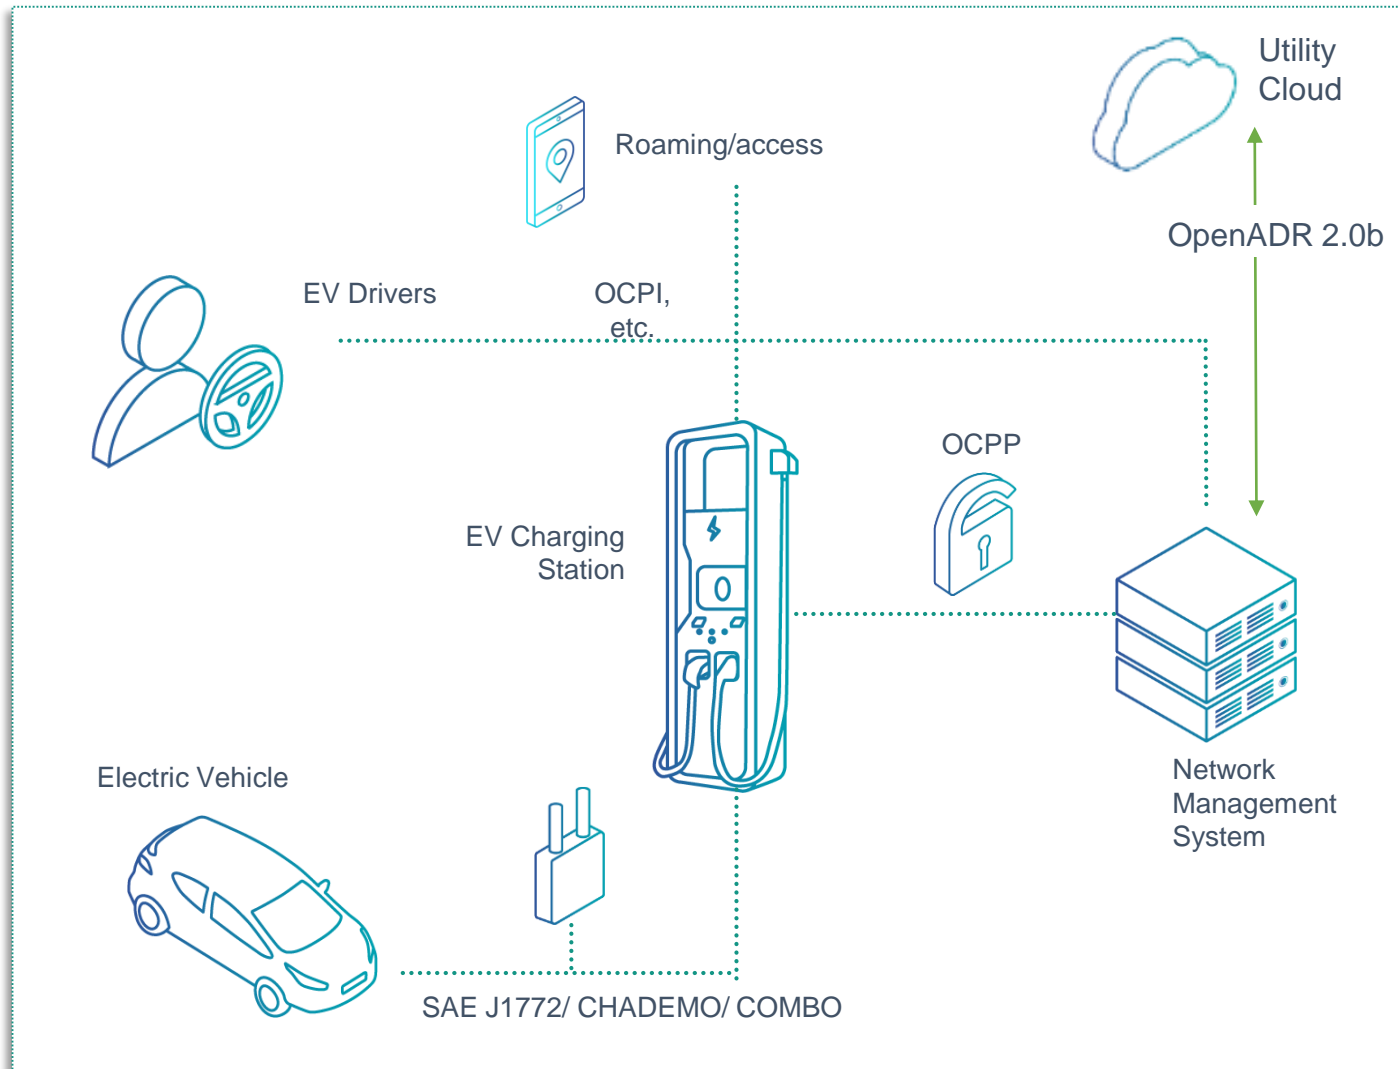 Utility
Cloud
Roaming/access
OpenADR 2.0b
EV Drivers
OCPI,
etc.
OCPP
EV Charging
Station
Electric Vehicle
Network
Management
System
SAE J1772/ CHADEMO/ COMBO